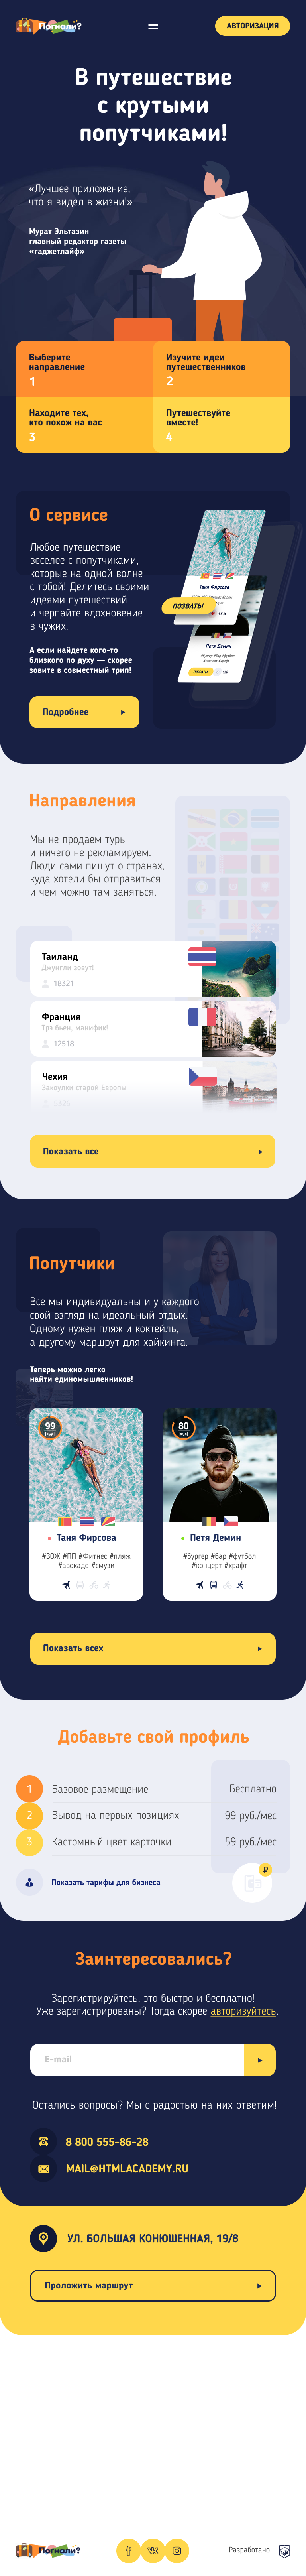 Погнали?
АВТОРИЗАЦИЯ
В путешествие
с крутыми
попутчиками!
«Лучшее приложение,
что я видел в жизни!»
Мурат Эльтазин
главный редактор газеты
«гаджетлайф»
Выберите
направление
1
Изучите идеи
путешественников
2
Находите тех,
кто похож на вас
3
Путешествуйте
вместе!
4
О сервисе
Любое путешествие
веселее с попутчиками,
которые на одной волне
с тобой! Делитесь своими
идеями путешествий
и черпайте вдохновение
в чужих.
А если найдете кого-то
близкого по духу — скорее
зовите в совместный трип!
Таня Фирсова
ПОЗВАТЬ!
Петя Демин
#бургер #бар #футбол
#концерт #крафт
Подробнее
Направления
Мы не продаем туры
и ничего не рекламируем.
Люди сами пишут о странах,
куда хотели бы отправиться
и чем можно там заняться.
Таиланд
Джунгли зовут!
18321
Франция
Трэ бьен, манифик!
12518
Чехия
Закоулки старой Европы
Показать все
Попутчики
Все мы индивидуальны и у каждого
свой взгляд на идеальный отдых.
Одному нужен пляж и коктейль,
а другому маршрут для хайкинга.
Теперь можно легко
найти единомышленников!
99
level
Таня Фирсова
#ЗОЖ #ПП #Фитнес #пляж
#авокадо #смузи
80
level
Петя Демин
#бургер #бар #футбол
#концерт #крафт
Показать всех
Добавьте свой профиль
1 Базовое размещение Бесплатно
2 Вывод на первых позициях 99 руб./мес
3 Кастомный цвет карточки 59 руб./мес
Показать тарифы для бизнеса
₽
Заинтересовались?
Зарегистрируйтесь, это быстро и бесплатно!
Уже зарегистрированы? Тогда скорее авторизуйтесь.
E-mail
Остались вопросы? Мы с радостью на них ответим!
8 800 555-86-28
MAIL@HTMLACADEMY.RU
УЛ. БОЛЬШАЯ КОНЮШЕННАЯ, 19/8
Проложить маршрут
Погнали?
Разработано